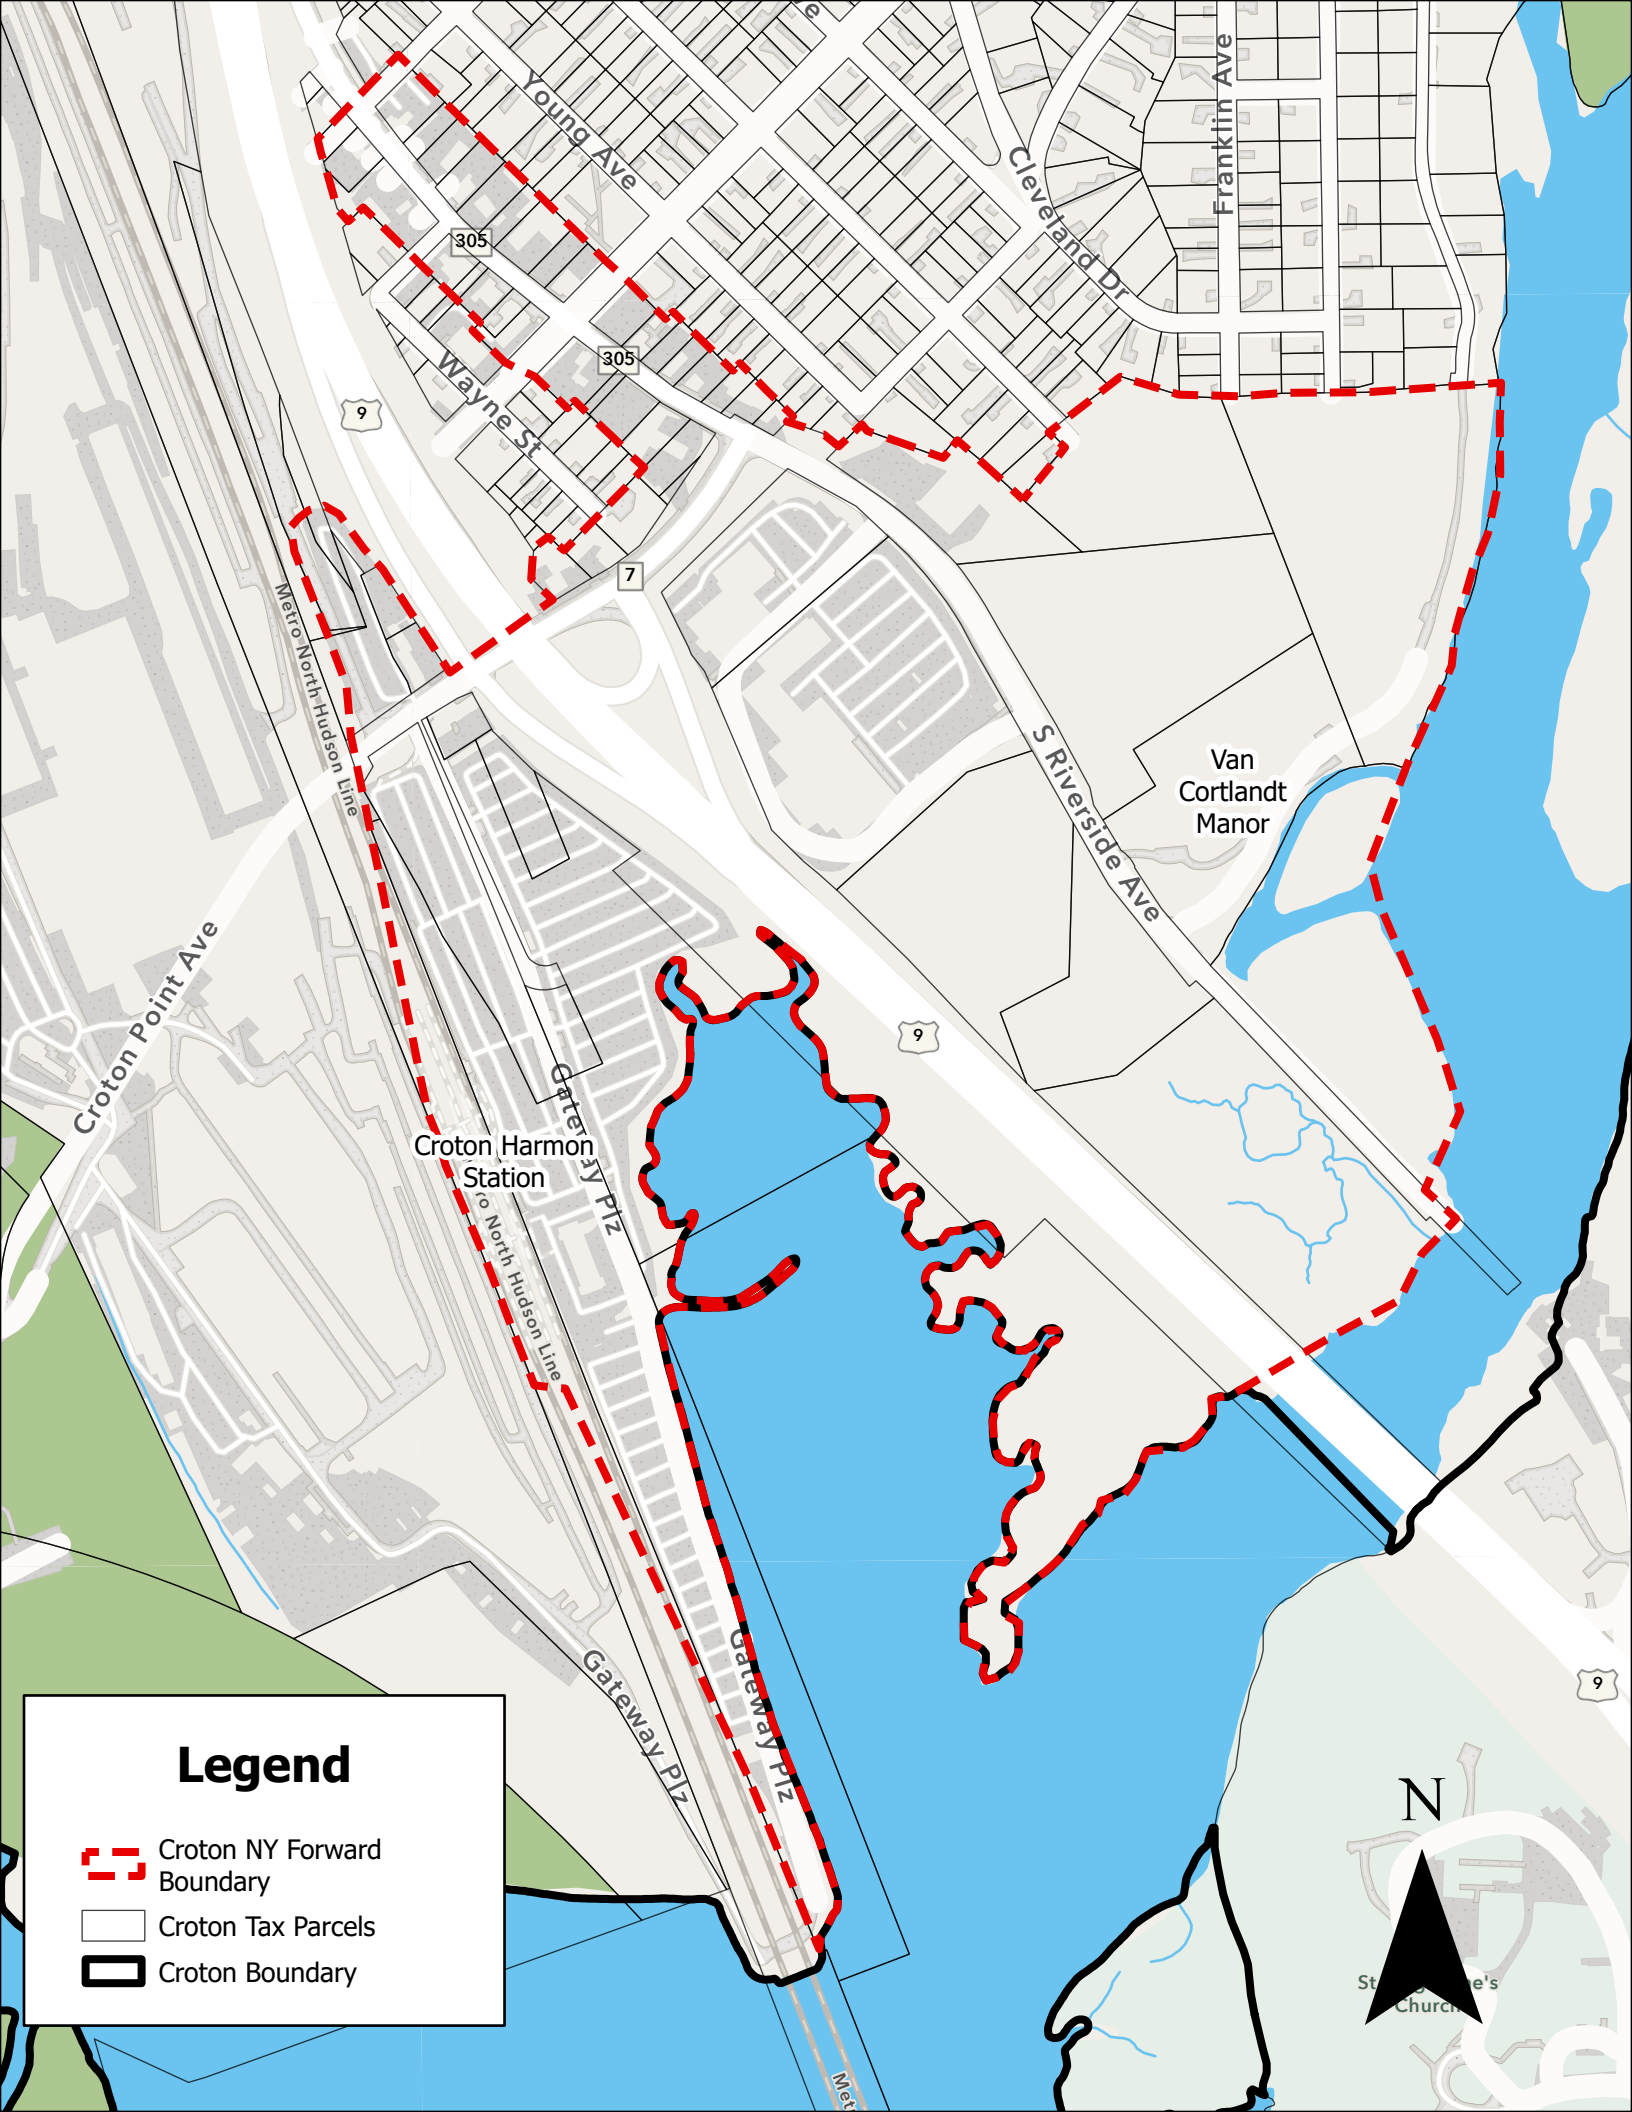 Young Ave
Franklin Ave
Cleveland Dr
305
305
Wayne St
9
7
Metro North Hudson Line
S Riverside Ave
Van
Cortlandt
Manor
Croton Point Ave
9
Gateway Plz
Croton Harmon
Station
North Hudson Line
Gateway Plz
Gateway Plz
9
Legend
Croton NY Forward
Boundary
Croton Tax Parcels
Croton Boundary
N
Church